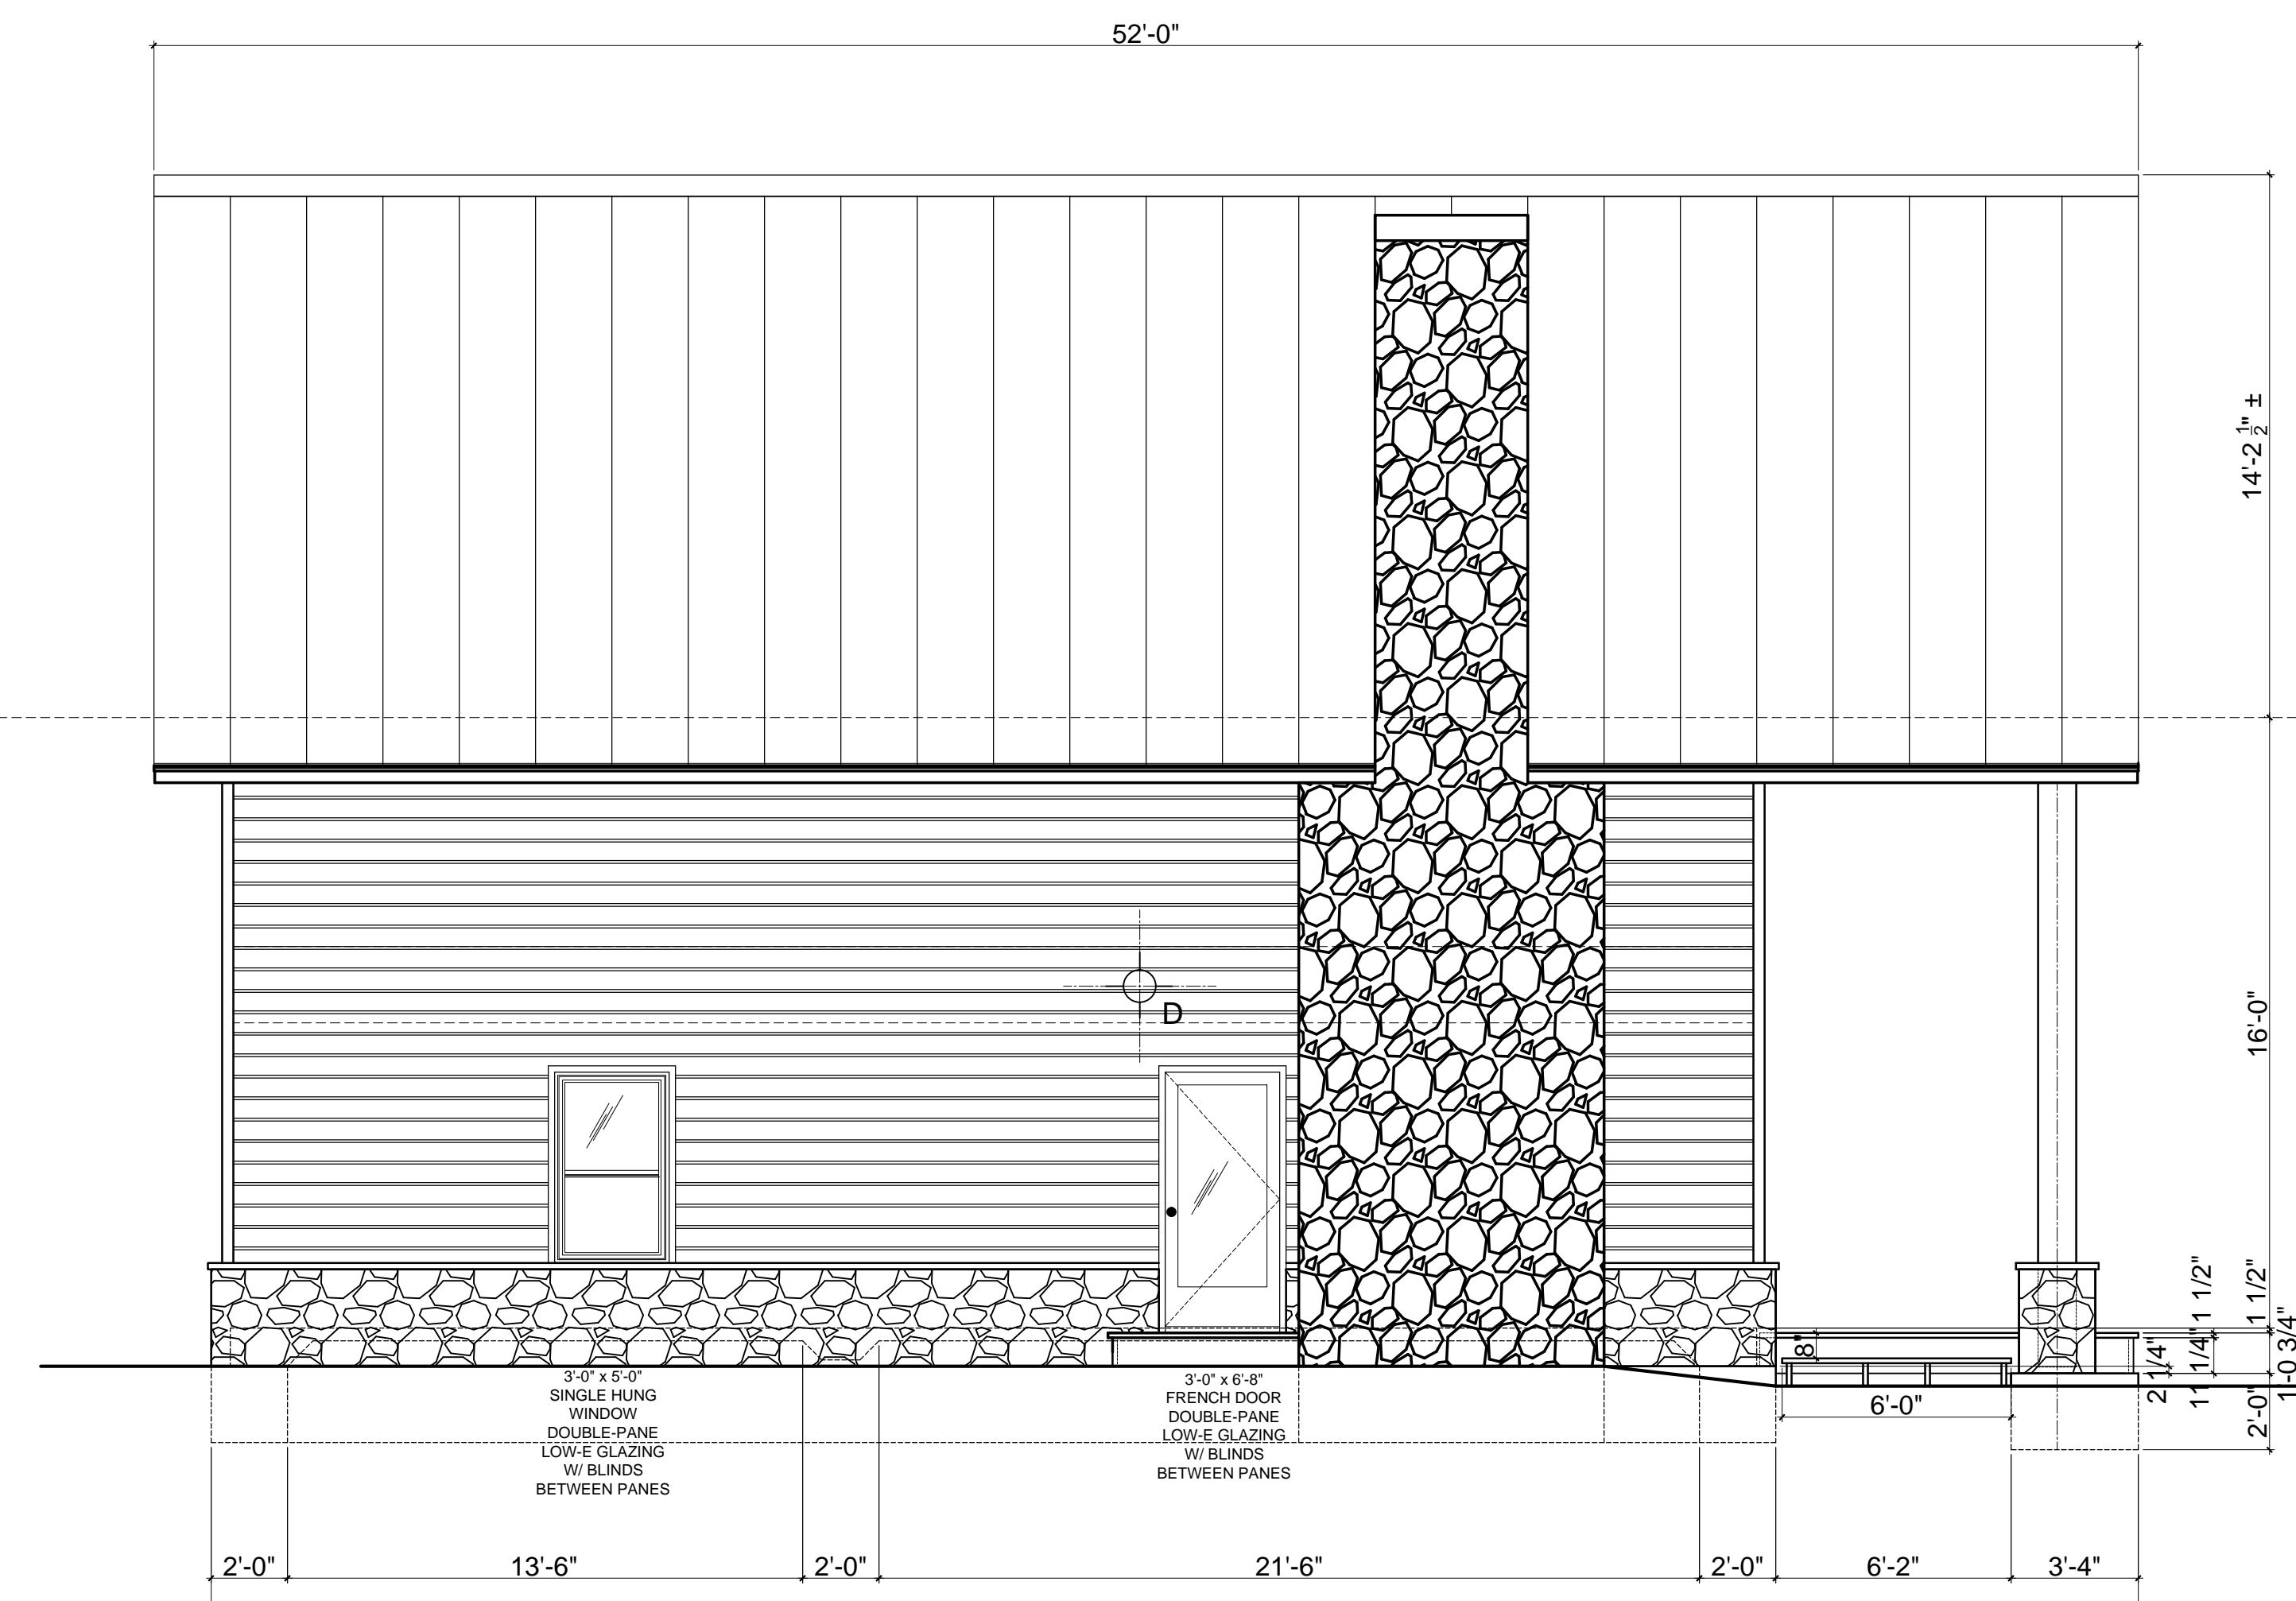 52'-0"
14'-2 1/2" ±
16'-0"
D
1 1/2"
1 1/2"
1'-0 3/4"
11 1/4"
2 1/4"
8"
2'-0"
6'-0"
3'-0" x 5'-0"
SINGLE HUNG
WINDOW
DOUBLE-PANE
LOW-E GLAZING
W/ BLINDS
BETWEEN PANES
3'-0" x 6'-8"
FRENCH DOOR
DOUBLE-PANE
LOW-E GLAZING
W/ BLINDS
BETWEEN PANES
2'-0"
13'-6"
2'-0"
21'-6"
2'-0"
6'-2"
3'-4"